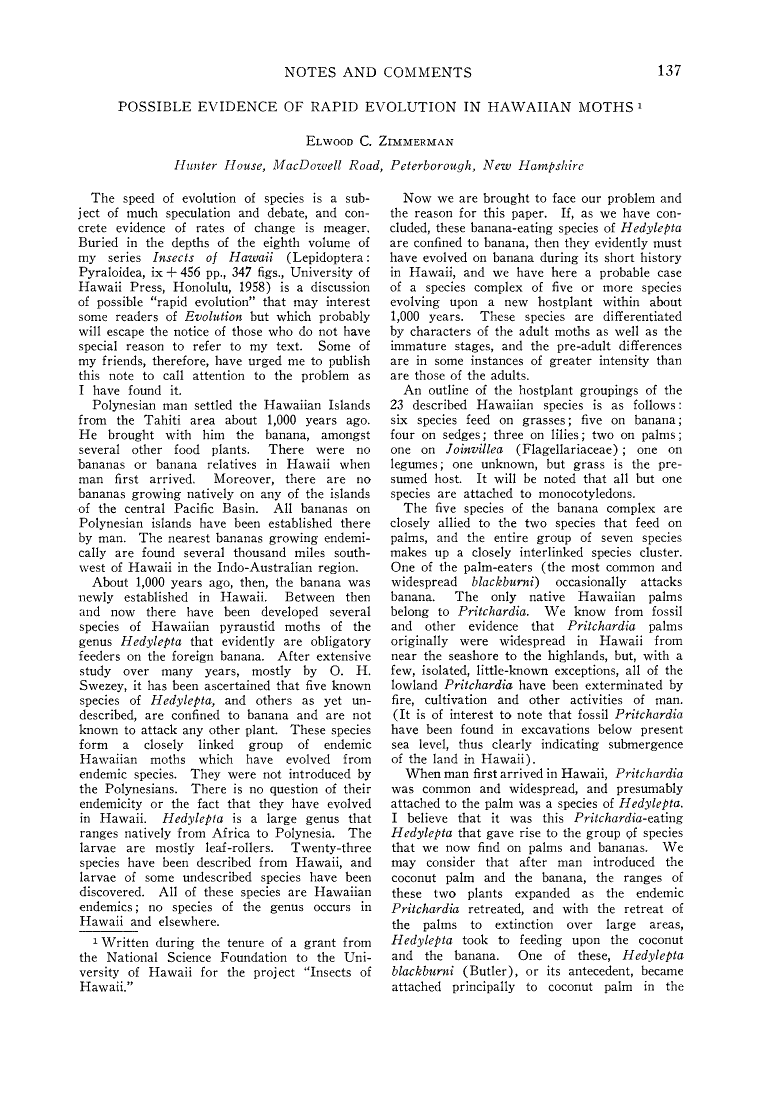 NOTES AND COMMENTS
137
POSSIBLE EVIDENCE OF RAPID EVOLUTION IN HAWAIIAN MOTHS 1
ELWOOD C. ZIMMERMAN
Hunter House, MacDowell Road, Peterborough, New Hampshire
The speed of evolution of species is a sub-
ject of much speculation and debate, and con-
crete evidence of rates of change is meager.
Buried in the depths of the eighth volume of
my series Insects of Hawaii (Lepidoptera:
Pyraloidea, ix + 456 pp., 347 figs., University of
Hawaii Press, Honolulu, 1958) is a discussion
of possible "rapid evolution" that may interest
some readers of Evolution but which probably
will escape the notice of those who do not have
special reason to refer to my text. Some of
my friends, therefore, have urged me to publish
this note to call attention to the problem as
I have found it.
Polynesian man settled the Hawaiian Islands
from the Tahiti area about 1,000 years ago.
He brought with him the banana, amongst
several other food plants. There were no
bananas or banana relatives in Hawaii when
man first arrived. Moreover, there are no
bananas growing natively on any of the islands
of the central Pacific Basin. All bananas on
Polynesian islands have been established there
by man. The nearest bananas growing endemi-
cally are found several thousand miles south-
west of Hawaii in the Indo-Australian region.
About 1,000 years ago, then, the banana was
newly established in Hawaii. Between then
and now there have been developed several
species of Hawaiian pyraustid moths of the
genus Hedylepta that evidently are obligatory
feeders on the foreign banana. After extensive
study over many years, mostly by O. H.
Swezey, it has been ascertained that five known
species of Hedylepta, and others as yet un-
described, are confined to banana and are not
known to attack any other plant. These species
form a closely linked group of endemic
Hawaiian moths which have evolved from
endemic species. They were not introduced by
the Polynesians. There is no question of their
endemicity or the fact that they have evolved
in Hawaii. Hedylepta is a large genus that
ranges natively from Africa to Polynesia. The
larvae are mostly leaf-rollers. Twenty-three
species have been described from Hawaii, and
larvae of some undescribed species have been
discovered. All of these species are Hawaiian
endemics; no species of the genus occurs in
Hawaii and elsewhere.
1 Written during the tenure of a grant from
the National Science Foundation to the Uni-
versity of Hawaii for the project "Insects of
Hawaii."
Now we are brought to face our problem and
the reason for this paper. If, as we have con-
cluded, these banana-eating species of Hedylepta
are confined to banana, then they evidently must
have evolved on banana during its short history
in Hawaii, and we have here a probable case
of a species complex of five or more species
evolving upon a new hostplant within about
1,000 years. These species are differentiated
by characters of the adult moths as well as the
immature stages, and the pre-adult differences
are in some instances of greater intensity than
are those of the adults.
An outline of the hostplant groupings of the
23 described Hawaiian species is as follows:
six species feed on grasses; five on banana;
four on sedges; three on lilies; two on palms;
one on Joinvillea (Flagellariaceae); one on
legumes; one unknown, but grass is the pre-
sumed host. It will be noted that all but one
species are attached to monocotyledons.
The five species of the banana complex are
closely allied to the two species that feed on
palms, and the entire group of seven species
makes up a closely interlinked species cluster.
One of the palm-eaters (the most common and
widespread blackburni) occasionally attacks
banana. The only native Hawaiian palms
belong to Pritchardia. We know from fossil
and other evidence that Pritchardia palms
originally were widespread in Hawaii from
near the seashore to the highlands, but, with a
few, isolated, little-known exceptions, all of the
lowland Pritchardia have been exterminated by
fire, cultivation and other activities of man.
(It is of interest to note that fossil Pritchardia
have been found in excavations below present
sea level, thus clearly indicating submergence
of the land in Hawaii).
When man first arrived in Hawaii, Pritchardia
was common and widespread, and presumably
attached to the palm was a species of Hedylepta.
I believe that it was this Pritchardia-eating
Hedylepta that gave rise to the group of species
that we now find on palms and bananas. We
may consider that after man introduced the
coconut palm and the banana, the ranges of
these two plants expanded as the endemic
Pritchardia retreated, and with the retreat of
the palms to extinction over large areas,
Hedylepta took to feeding upon the coconut
and the banana. One of these, Hedylepta
blackburni (Butler), or its antecedent, became
attached principally to coconut palm in the